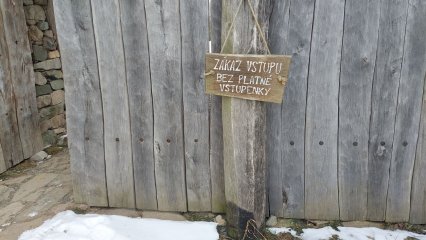 ZÁKAZ VSTUPU
BEZ PLATNÉ
VSTUPENKY